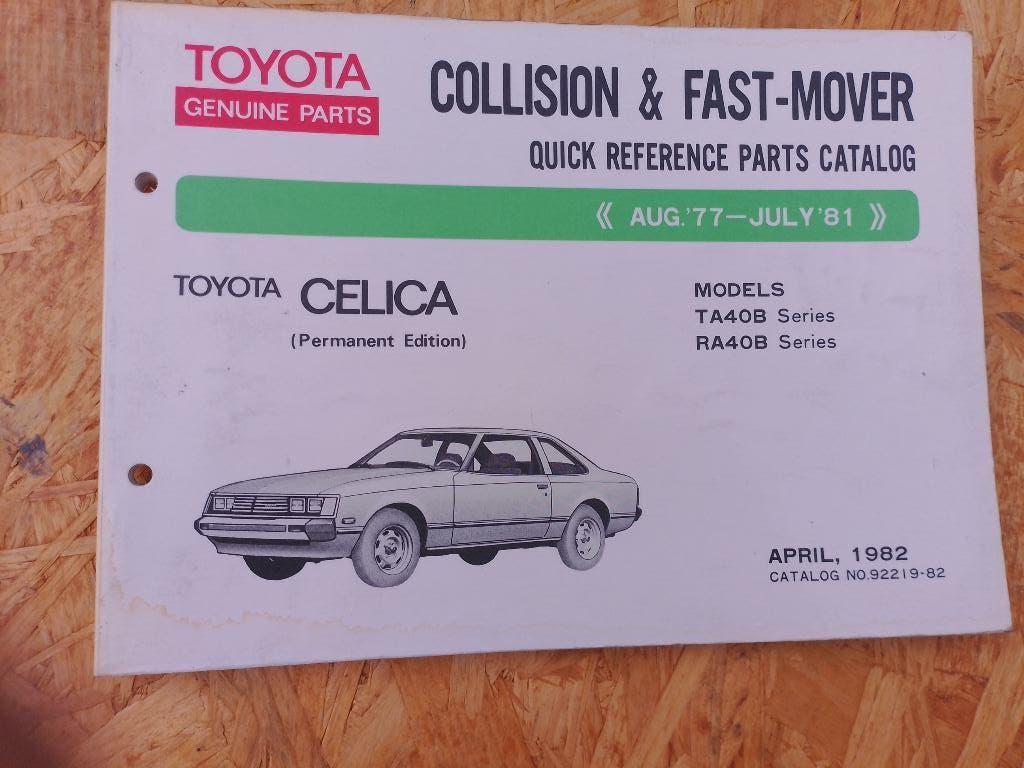 TOYOTA
GENUINE PARTS
COLLISION & FAST-MOVER
QUICK REFERENCE PARTS CATALOG
《 AUG.'77—JULY'81 》
TOYOTA CELICA
(Permanent Edition)
MODELS
TA40B Series
RA40B Series
APRIL, 1982
CATALOG NO.92219-82